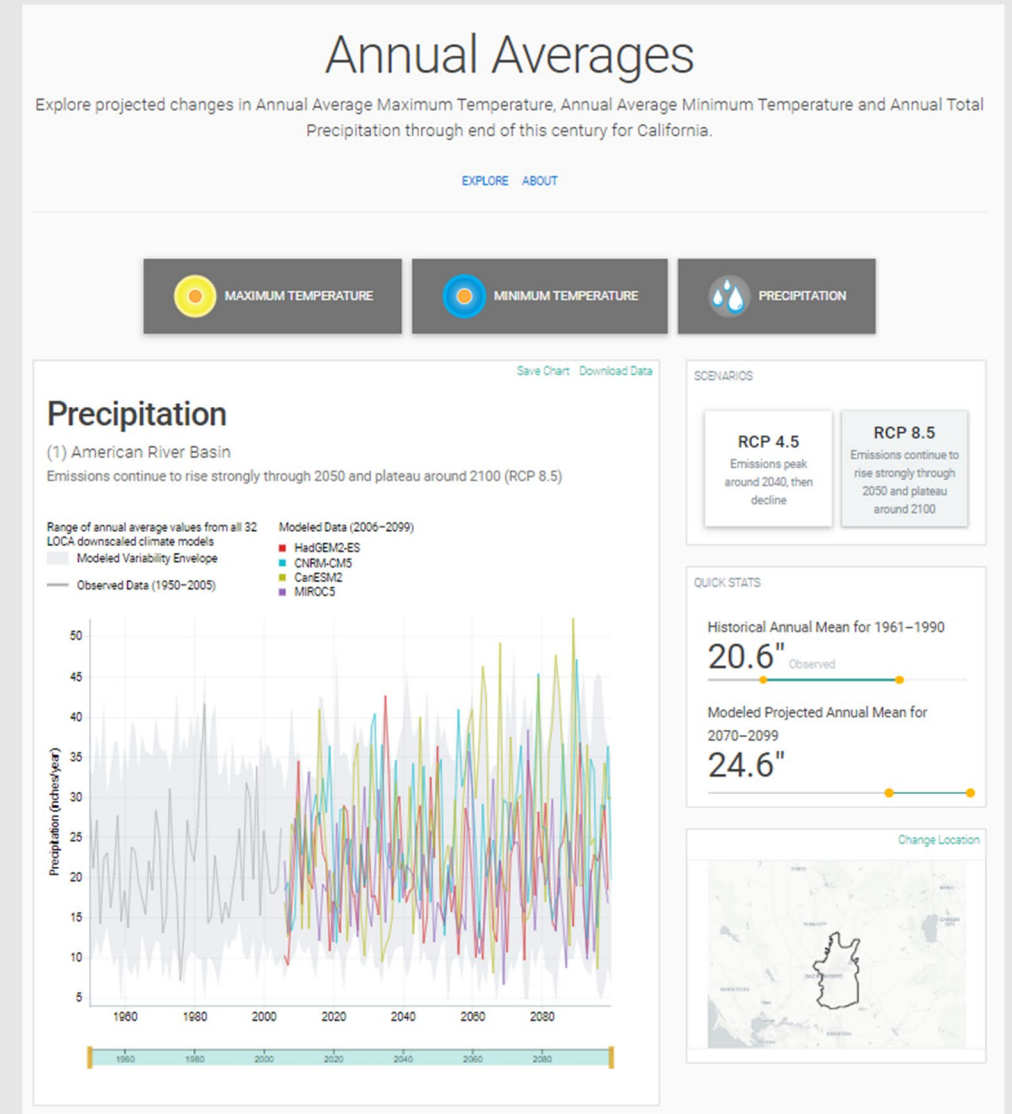 Annual Averages
Explore projected changes in Annual Average Maximum Temperature, Annual Average Minimum Temperature and Annual Total
Precipitation through end of this century for California.
EXPLORE ABOUT
MAXIMUM TEMPERATURE
MINIMUM TEMPERATURE
PRECIPITATION
Save Chart Download Data
Precipitation
(1) American River Basin
Emissions continue to rise strongly through 2050 and plateau around 2100 (RCP 8.5)
Range of annual average values from all 32
LOCA downscaled climate models
Modeled Variability Envelope
Observed Data (1950–2005)
Modeled Data (2006–2099)
HadGEM2-ES
CNRM-CM5
CanESM2
MIROC5
Precipitation (inches/year)
50
45
40
35
30
25
20
15
10
5
1960 1980 2000 2020 2040 2060 2080
1960 1980 2000 2020 2040 2060 2080
SCENARIOS
RCP 4.5
Emissions peak
around 2040, then
decline
RCP 8.5
Emissions continue to
rise strongly through
2050 and plateau
around 2100
QUICK STATS
Historical Annual Mean for 1961–1990
20.6" Observed
Modeled Projected Annual Mean for
2070–2099
24.6"
Change Location